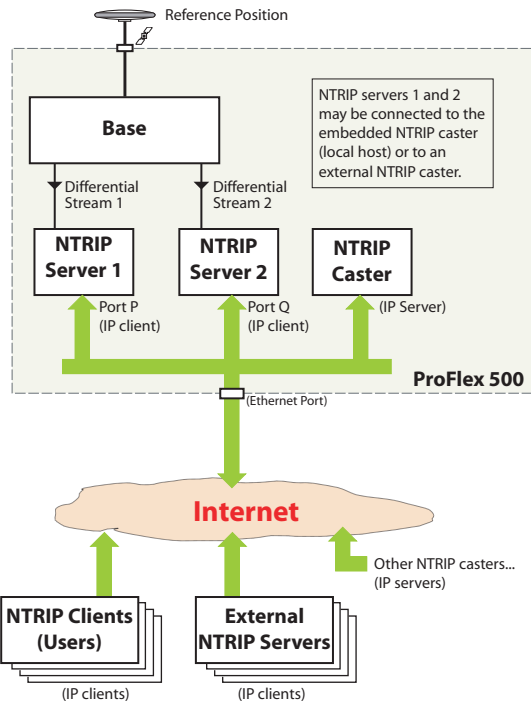 Reference Position
Base
NTRIP servers 1 and 2
may be connected to the
embedded NTRIP caster
(local host) or to an
external NTRIP caster.
Differential
Stream 1
Differential
Stream 2
NTRIP
Server 1
NTRIP
Server 2
NTRIP
Caster
Port P
(IP client)
Port Q
(IP client)
(IP Server)
ProFlex 500
(Ethernet Port)
Internet
Other NTRIP casters...
(IP servers)
NTRIP Clients
(Users)
External
NTRIP Servers
(IP clients)
(IP clients)